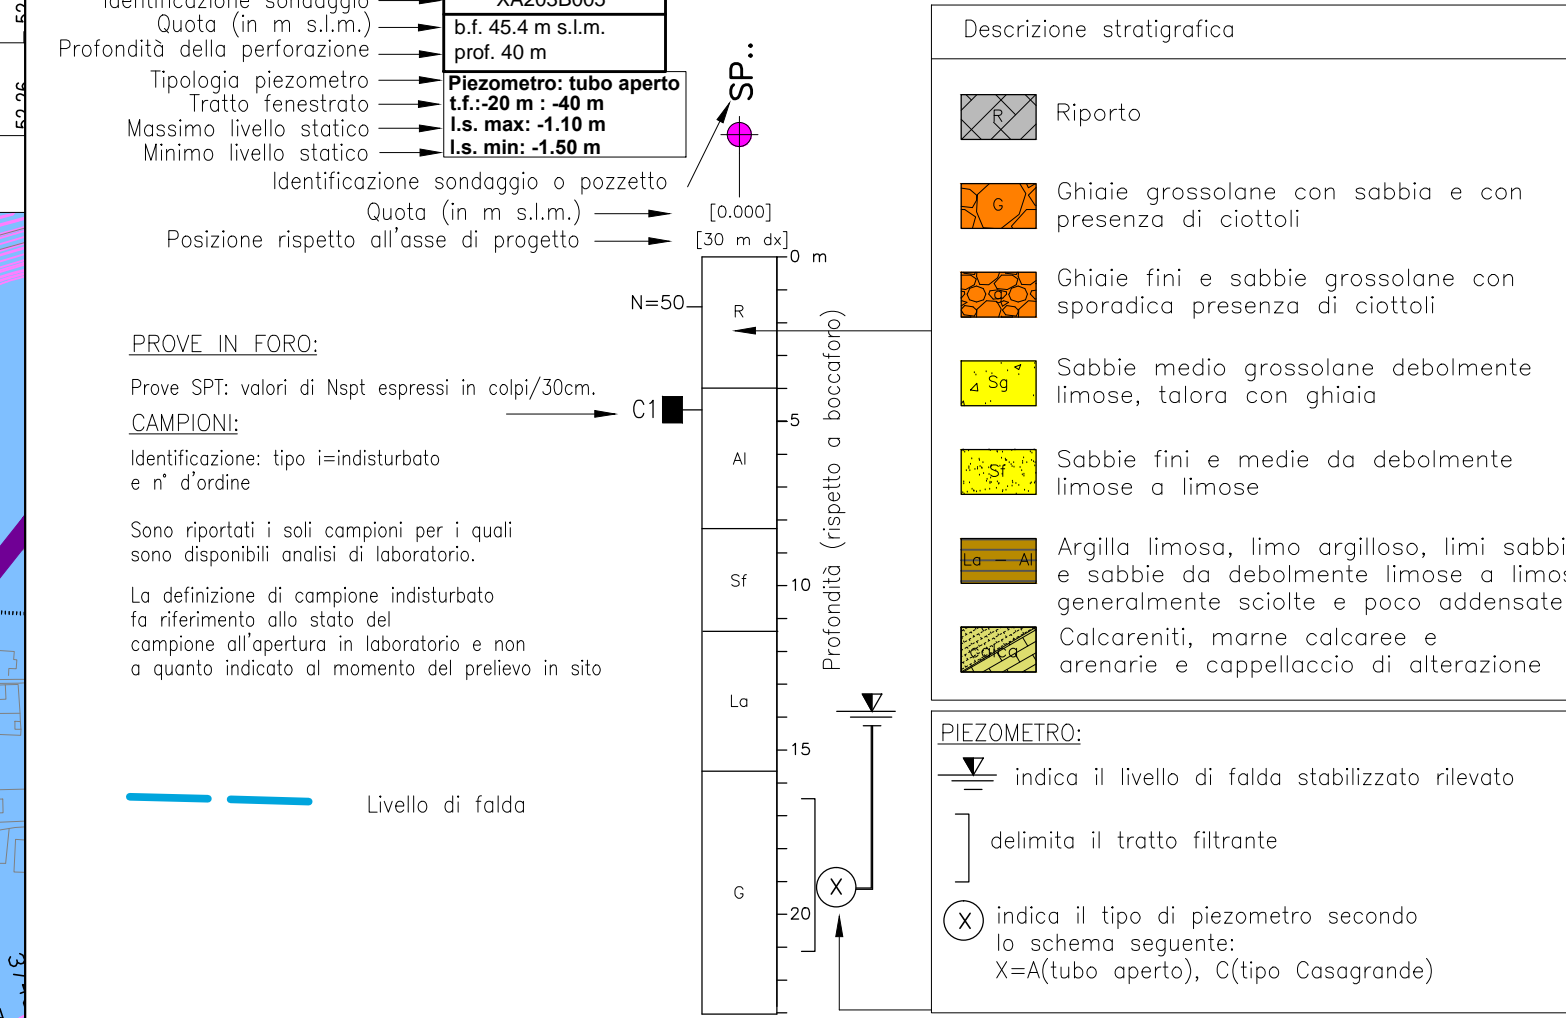 Identificazione sondaggio
XA203B005
Quota (in m s.l.m.)
b.f. 45.4 m s.l.m.
Profondità della perforazione
prof. 40 m
Tipologia piezometro
Piezometro: tubo aperto
Tratto fenestrato
t.f.:-20 m : -40 m
Massimo livello statico
l.s. max: -1.10 m
Minimo livello statico
l.s. min: -1.50 m
SP..
Identificazione sondaggio o pozzetto
Quota (in m s.l.m.)
[0.000]
Posizione rispetto all'asse di progetto
[30 m dx]
0 m
N=50
R
C1
5
Al
Sf
10
La
15
G
20
Profondità (rispetto a boccaforo)
X
PROVE IN FORO:
Prove SPT: valori di Nspt espressi in colpi/30cm.
CAMPIONI:
Identificazione: tipo i=indisturbato
e n° d'ordine
Sono riportati i soli campioni per i quali
sono disponibili analisi di laboratorio.
La definizione di campione indisturbato
fa riferimento allo stato del
campione all'apertura in laboratorio e non
a quanto indicato al momento del prelievo in sito
Livello di falda
Descrizione stratigrafica
R
Riporto
G
Ghiaie grossolane con sabbia e con
presenza di ciottoli
g
Ghiaie fini e sabbie grossolane con
sporadica presenza di ciottoli
Sg
Sabbie medio grossolane debolmente
limose, talora con ghiaia
Sf
Sabbie fini e medie da debolmente
limose a limose
La – Al
Argilla limosa, limo argilloso, limi sabbi
e sabbie da debolmente limose a limos
generalmente sciolte e poco addensate
calca
Calcareniti, marne calcaree e
arenarie e cappellaccio di alterazione
PIEZOMETRO:
indica il livello di falda stabilizzato rilevato
delimita il tratto filtrante
X
indica il tipo di piezometro secondo
lo schema seguente:
X=A(tubo aperto), C(tipo Casagrande)